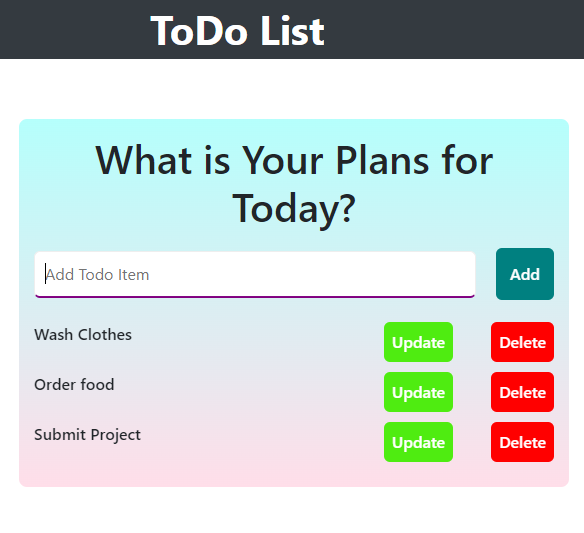 ToDo List
What is Your Plans for
Today?
Add Todo Item Add
Wash Clothes Update Delete
Order food Update Delete
Submit Project Update Delete